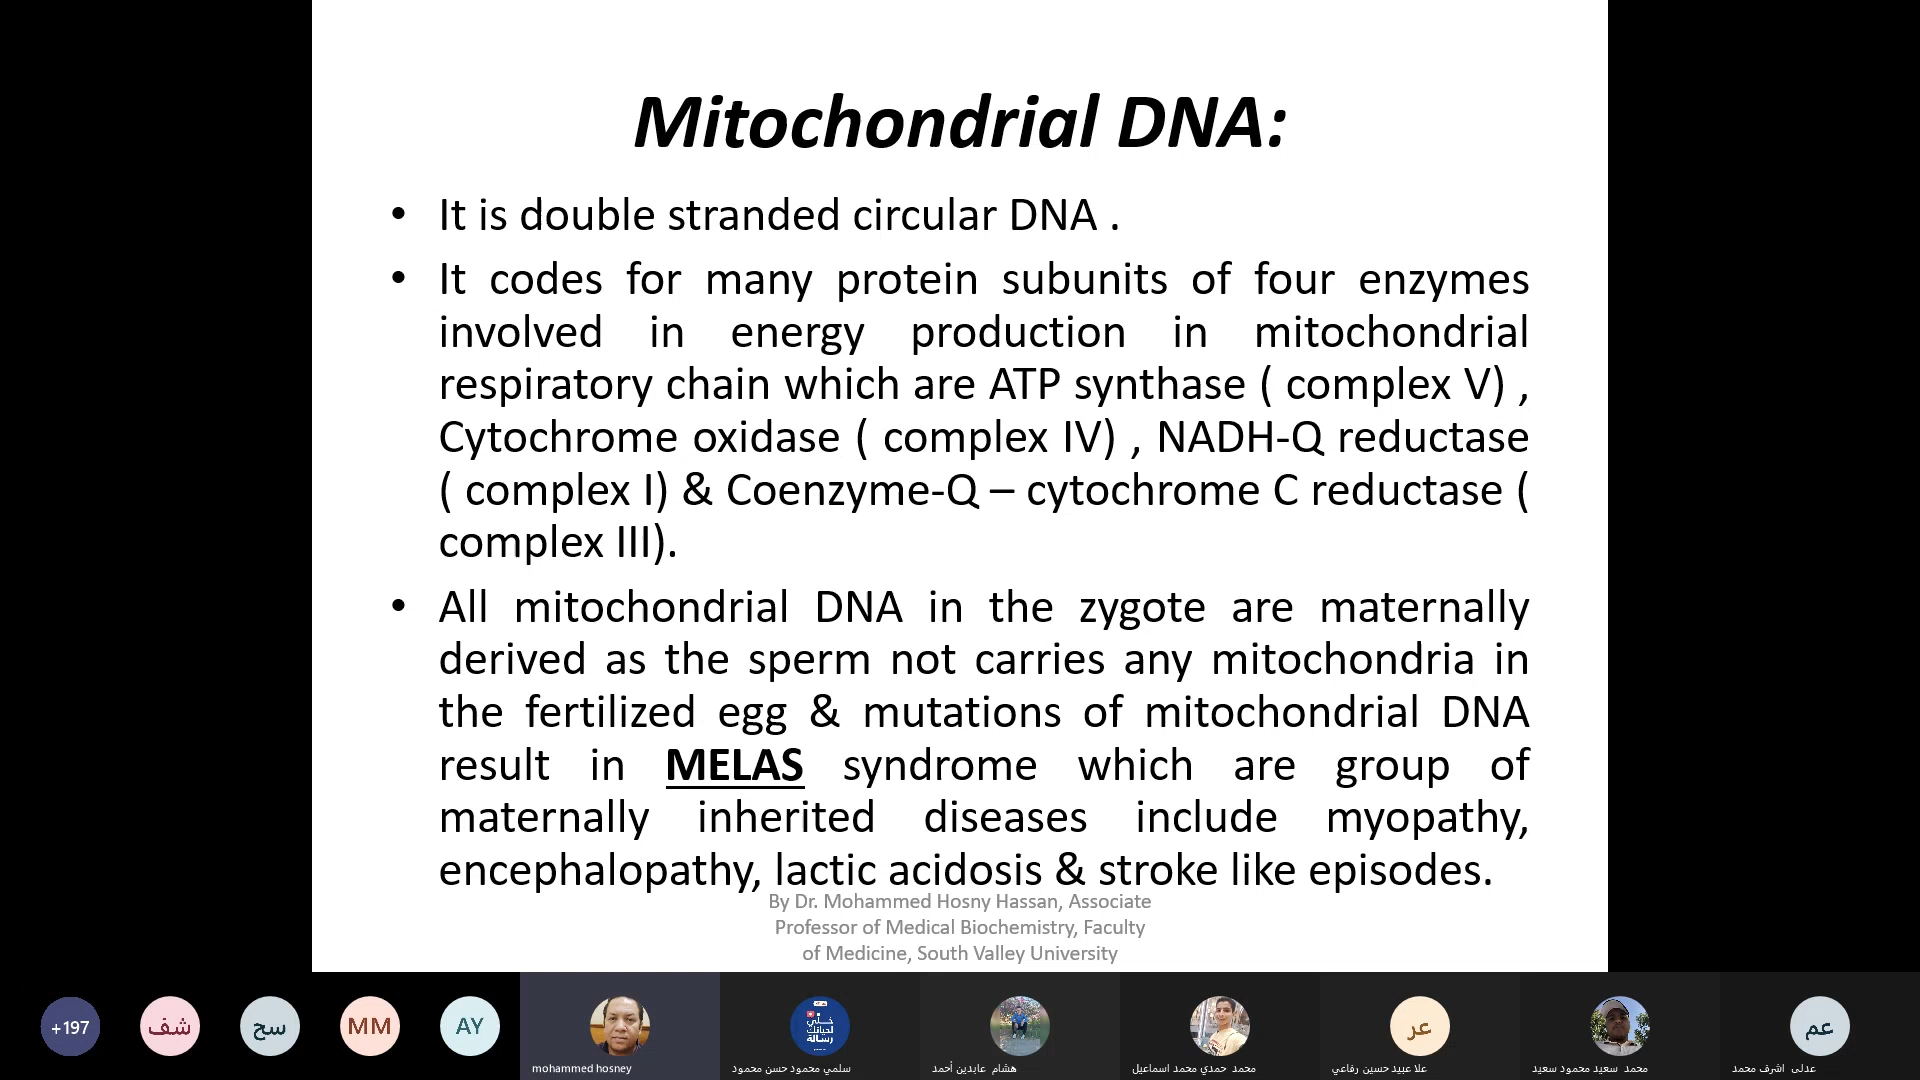 Mitochondrial DNA:
• It is double stranded circular DNA .
• It codes for many protein subunits of four enzymes
involved in energy production in mitochondrial
respiratory chain which are ATP synthase ( complex V) ,
Cytochrome oxidase ( complex IV) , NADH-Q reductase
( complex I) & Coenzyme-Q – cytochrome C reductase (
complex III).
• All mitochondrial DNA in the zygote are maternally
derived as the sperm not carries any mitochondria in
the fertilized egg & mutations of mitochondrial DNA
result in MELAS syndrome which are group of
maternally inherited diseases include myopathy,
encephalopathy, lactic acidosis & stroke like episodes.
By Dr. Mohammed Hosny Hassan, Associate
Professor of Medical Biochemistry, Faculty
of Medicine, South Valley University
+197
شف
سح
MM
AY
خلي
لحياتك
رسالة
عر
عم
mohammed hosney
سلمي محمود حسن محمود
هشام عابدين أحمد
محمد حمدي محمد اسماعيل
علا عبيد حسين رفاعي
محمد سعيد محمود سعيد
عدلى اشرف محمد